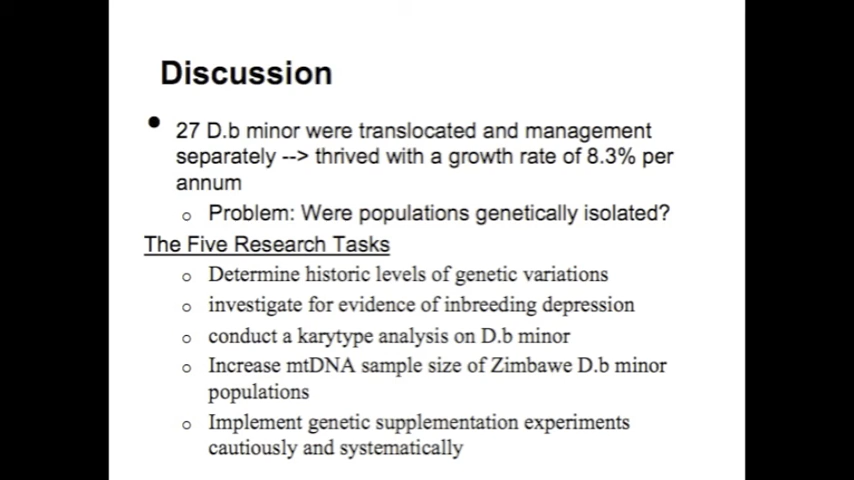 Discussion
• 27 D.b minor were translocated and management
separately --> thrived with a growth rate of 8.3% per
annum
o Problem: Were populations genetically isolated?
The Five Research Tasks
o Determine historic levels of genetic variations
o investigate for evidence of inbreeding depression
o conduct a karytype analysis on D.b minor
o Increase mtDNA sample size of Zimbawe D.b minor
populations
o Implement genetic supplementation experiments
cautiously and systematically